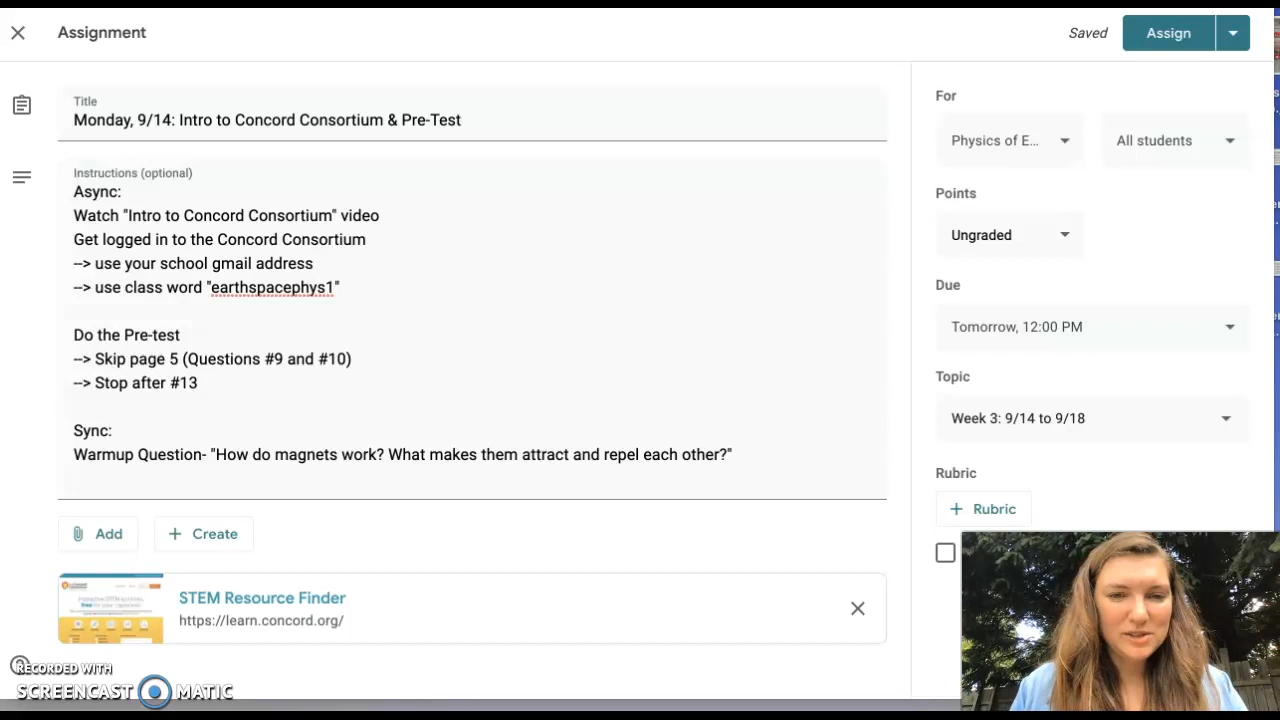 Assignment
Saved
Assign
Title
Monday, 9/14: Intro to Concord Consortium & Pre-Test
Instructions (optional)
Async:
Watch "Intro to Concord Consortium" video
Get logged in to the Concord Consortium
--> use your school gmail address
--> use class word "earthspacephys1"
Do the Pre-test
--> Skip page 5 (Questions #9 and #10)
--> Stop after #13
Sync:
Warmup Question- "How do magnets work? What makes them attract and repel each other?"
Add
+ Create
STEM Resource Finder
https://learn.concord.org/
For
Physics of E...
All students
Points
Ungraded
Due
Tomorrow, 12:00 PM
Topic
Week 3: 9/14 to 9/18
Rubric
+ Rubric
RECORDED WITH
SCREENCAST MATIC